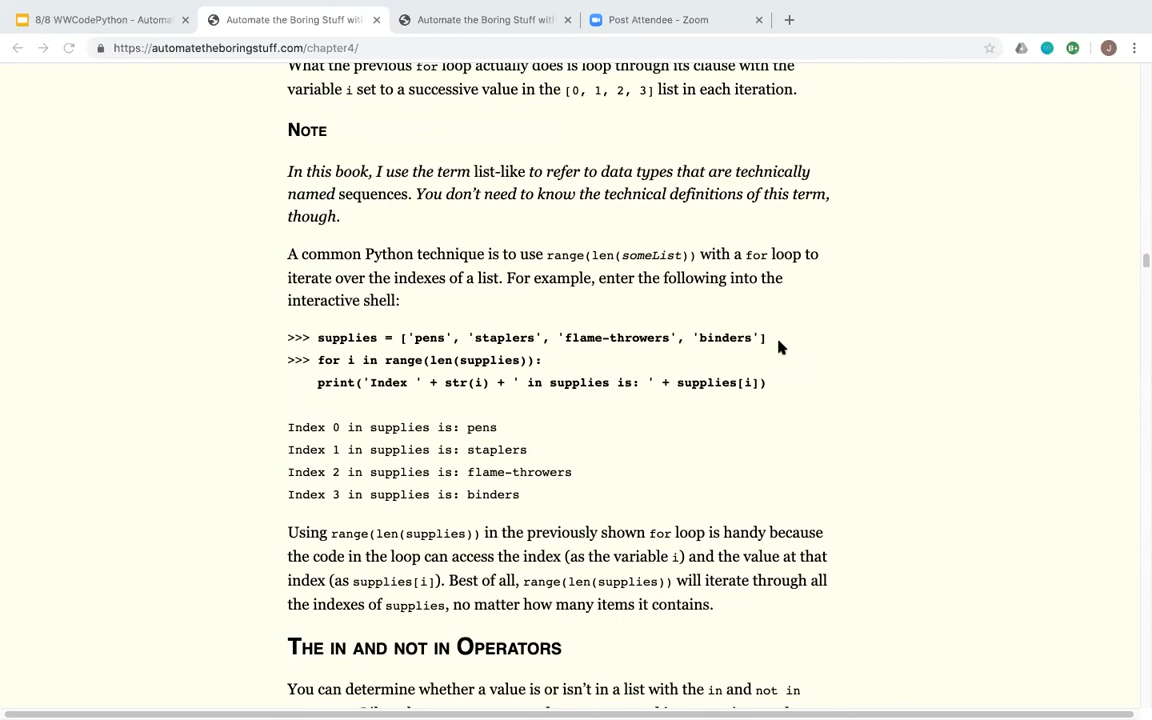 8/8 WWCodePython - Automa
Automate the Boring Stuff wit
Automate the Boring Stuff wit
Post Attendee - Zoom
https://automatetheboringstuff.com/chapter4/
What the previous for loop actually does is loop through its clause with the
variable i set to a successive value in the [0, 1, 2, 3] list in each iteration.
NOTE
In this book, I use the term list-like to refer to data types that are technically
named sequences. You don’t need to know the technical definitions of this term,
though.
A common Python technique is to use range(len(someList)) with a for loop to
iterate over the indexes of a list. For example, enter the following into the
interactive shell:
>>> supplies = ['pens', 'staplers', 'flame-throwers', 'binders']
>>> for i in range(len(supplies)):
print('Index ' + str(i) + ' in supplies is: ' + supplies[i])
Index 0 in supplies is: pens
Index 1 in supplies is: staplers
Index 2 in supplies is: flame-throwers
Index 3 in supplies is: binders
Using range(len(supplies)) in the previously shown for loop is handy because
the code in the loop can access the index (as the variable i) and the value at that
index (as supplies[i]). Best of all, range(len(supplies)) will iterate through all
the indexes of supplies, no matter how many items it contains.
THE IN AND NOT IN OPERATORS
You can determine whether a value is or isn’t in a list with the in and not in